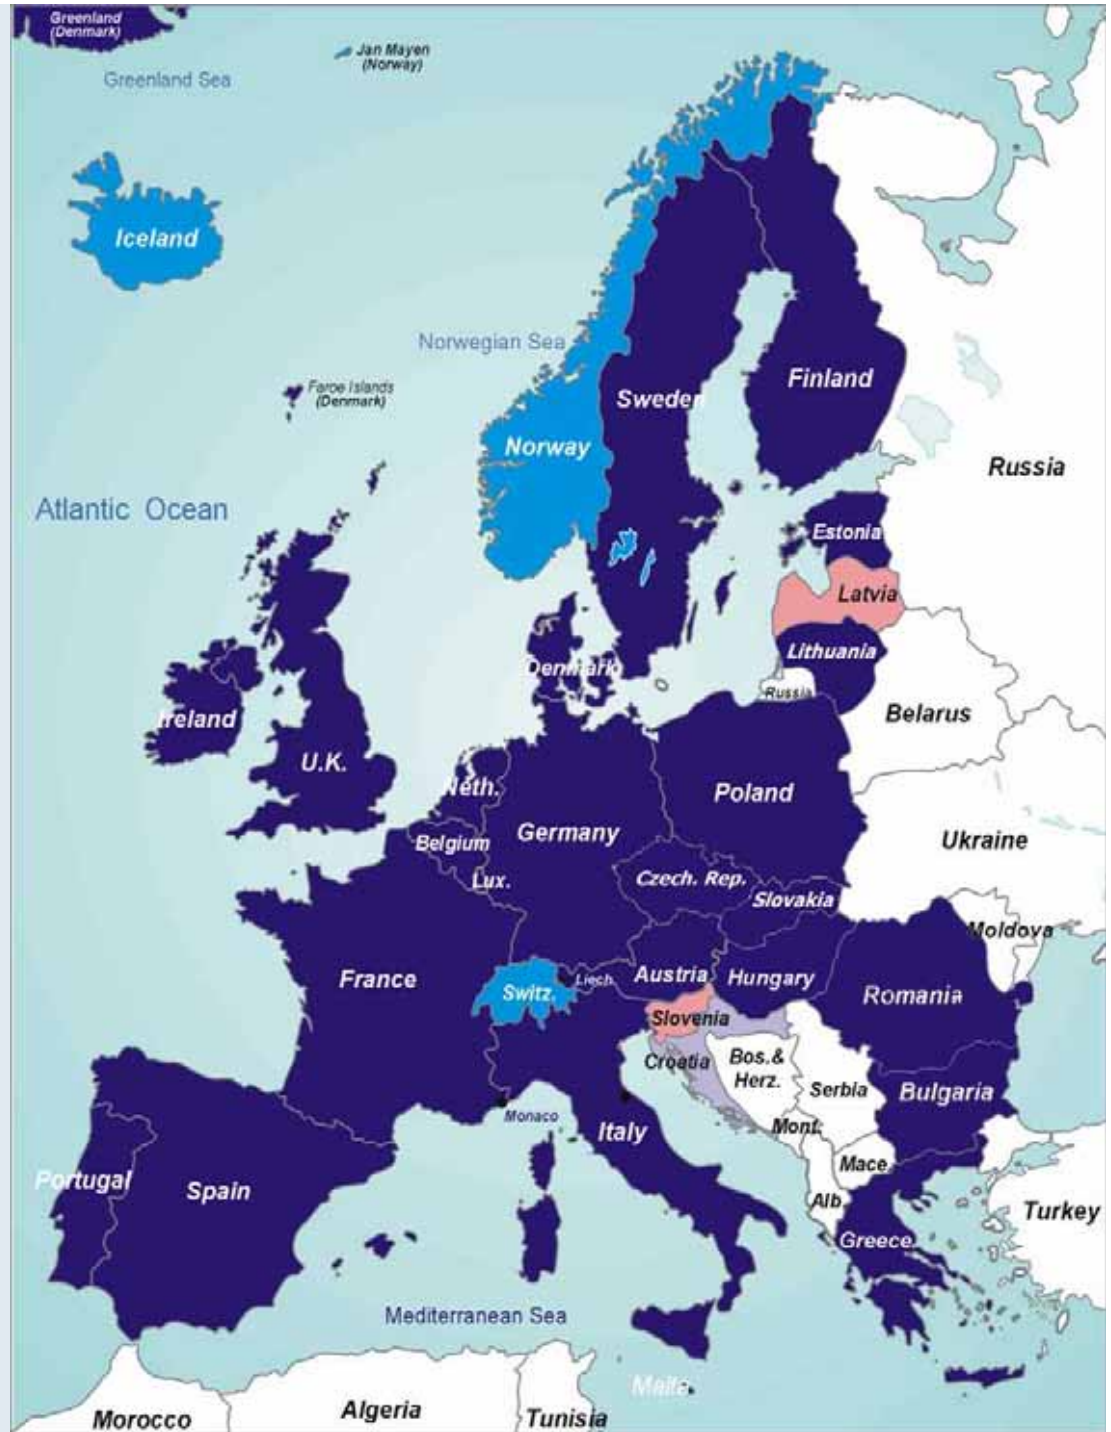 Greenland
(Denmark)
Jan Mayen
(Norway)
Greenland Sea
Iceland
Norwegian Sea
Faroe Islands
(Denmark)
Sweden
Finland
Norway
Russia
Atlantic Ocean
Estonia
Latvia
Lithuania
Denmark
Russia
Ireland
Belarus
U.K.
Neth.
Poland
Germany
Belgium
Ukraine
Lux.
Czech. Rep.
Slovakia
Moldova
France
Switz.
Liech.
Austria
Hungary
Romania
Slovenia
Croatia
Bos.&
Herz.
Serbia
Bulgaria
Monaco
Italy
Mont.
Mace.
Portugal
Spain
Alb.
Turkey
Greece
Mediterranean Sea
Malta
Morocco
Algeria
Tunisia